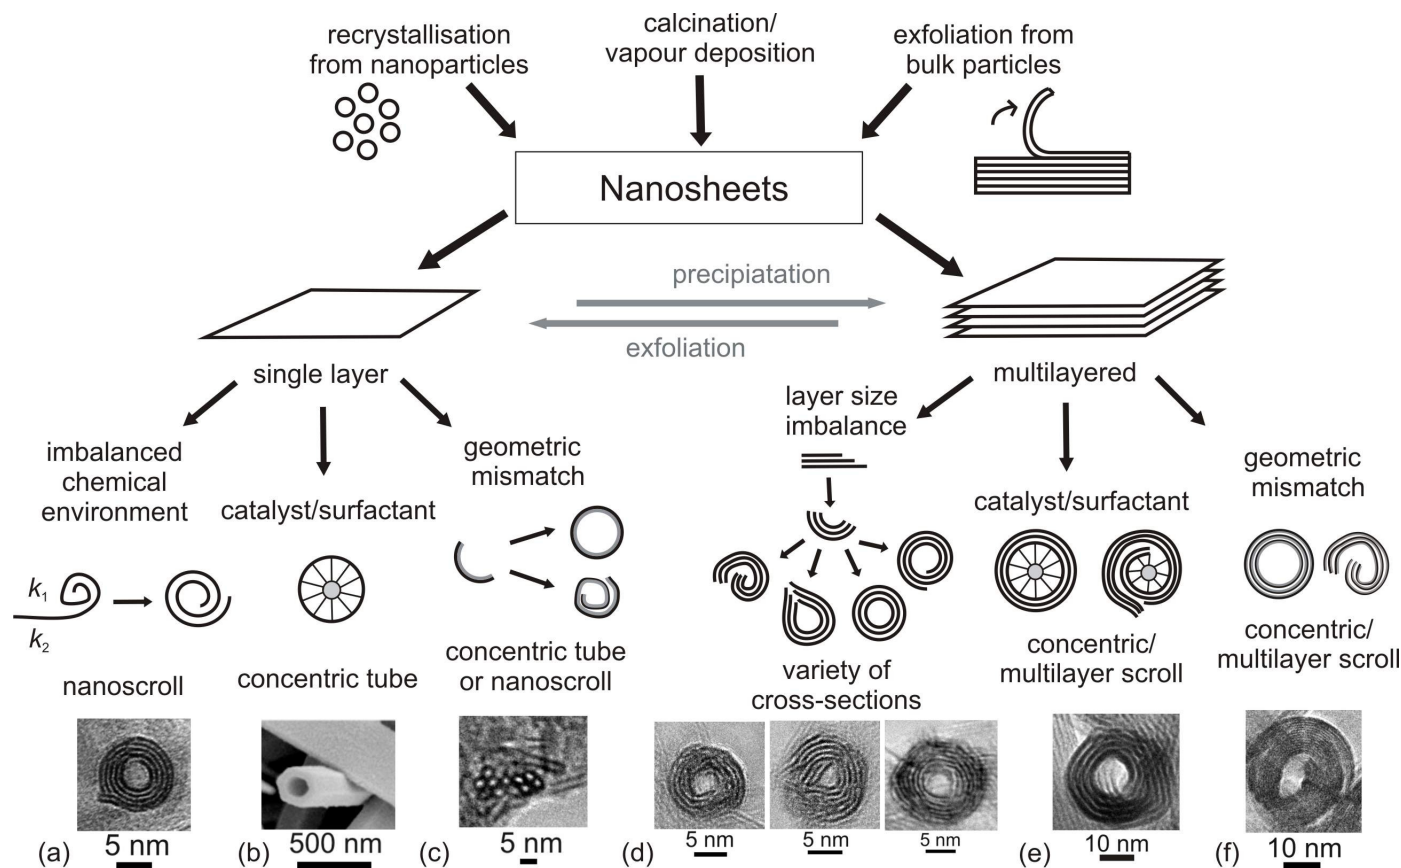 recrystallisation
from nanoparticles
calcination/
vapour deposition
exfoliation from
bulk particles
Nanosheets
precipiatation
exfoliation
single layer
multilayered
imbalanced
chemical
environment
catalyst/surfactant
geometric
mismatch
layer size
imbalance
catalyst/surfactant
geometric
mismatch
k1
k2
nanoscroll
concentric tube
concentric tube
or nanoscroll
variety of
cross-sections
concentric/
multilayer scroll
concentric/
multilayer scroll
(a) 5 nm
(b) 500 nm
(c) 5 nm
(d) 5 nm 5 nm 5 nm
(e) 10 nm
(f) 10 nm